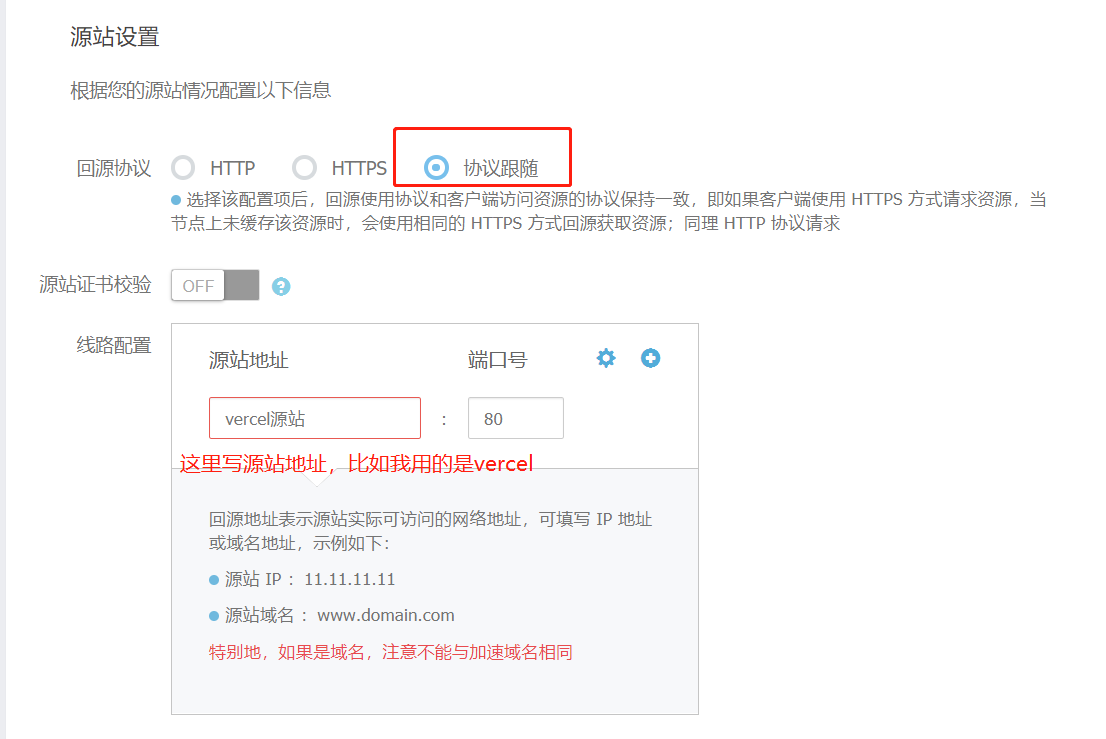 源站设置
根据您的源站情况配置以下信息
回源协议 HTTP HTTPS 协议跟随
选择该配置项后，回源使用协议和客户端访问资源的协议保持一致，即如果客户端使用 HTTPS 方式请求资源，当
节点上未缓存该资源时，会使用相同的 HTTPS 方式回源获取资源；同理 HTTP 协议请求
源站证书校验 OFF ?
线路配置
源站地址 端口号
vercel源站 : 80
这里写源站地址，比如我用的是vercel
回源地址表示源站实际可访问的网络地址，可填写 IP 地址
或域名地址，示例如下：
源站 IP ：11.11.11.11
源站域名 ：www.domain.com
特别地，如果是域名，注意不能与加速域名相同